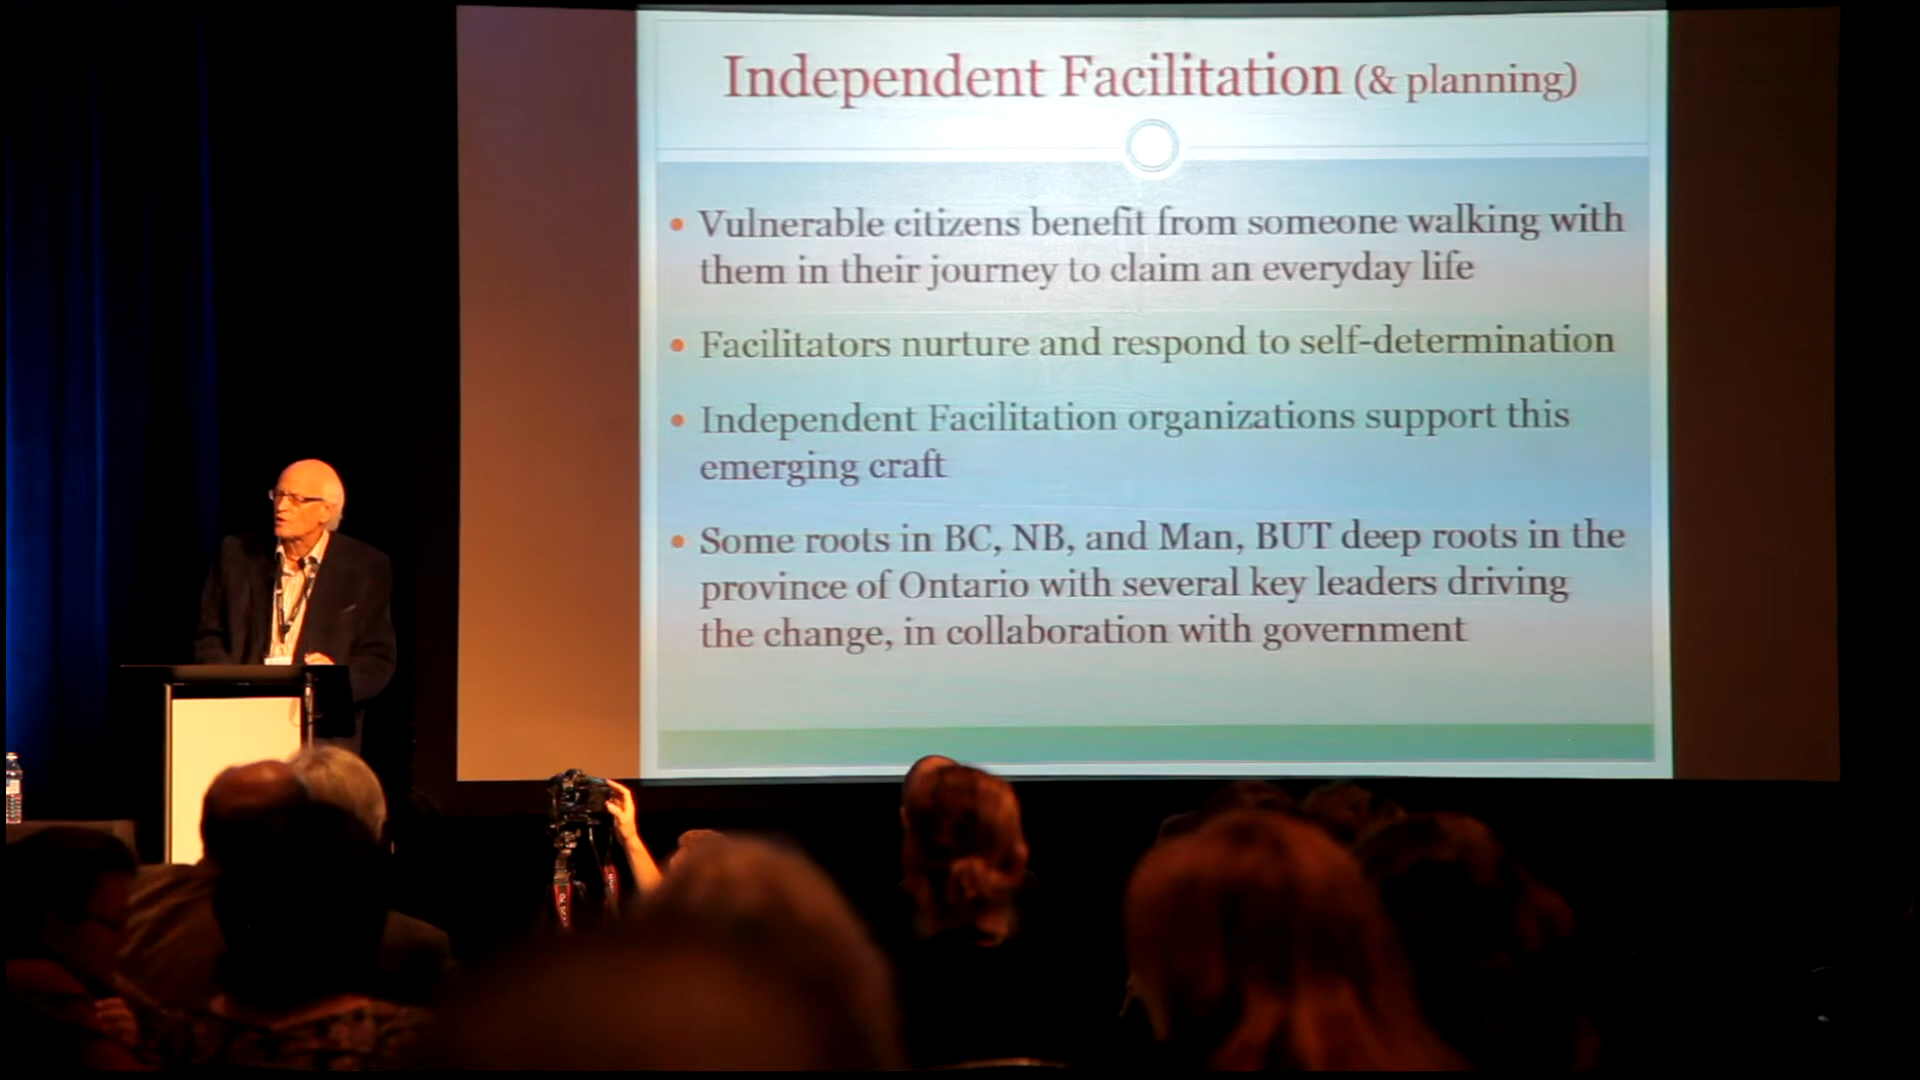 Independent Facilitation (& planning)
• Vulnerable citizens benefit from someone walking with
them in their journey to claim an everyday life
• Facilitators nurture and respond to self-determination
• Independent Facilitation organizations support this
emerging craft
• Some roots in BC, NB, and Man, BUT deep roots in the
province of Ontario with several key leaders driving
the change, in collaboration with government